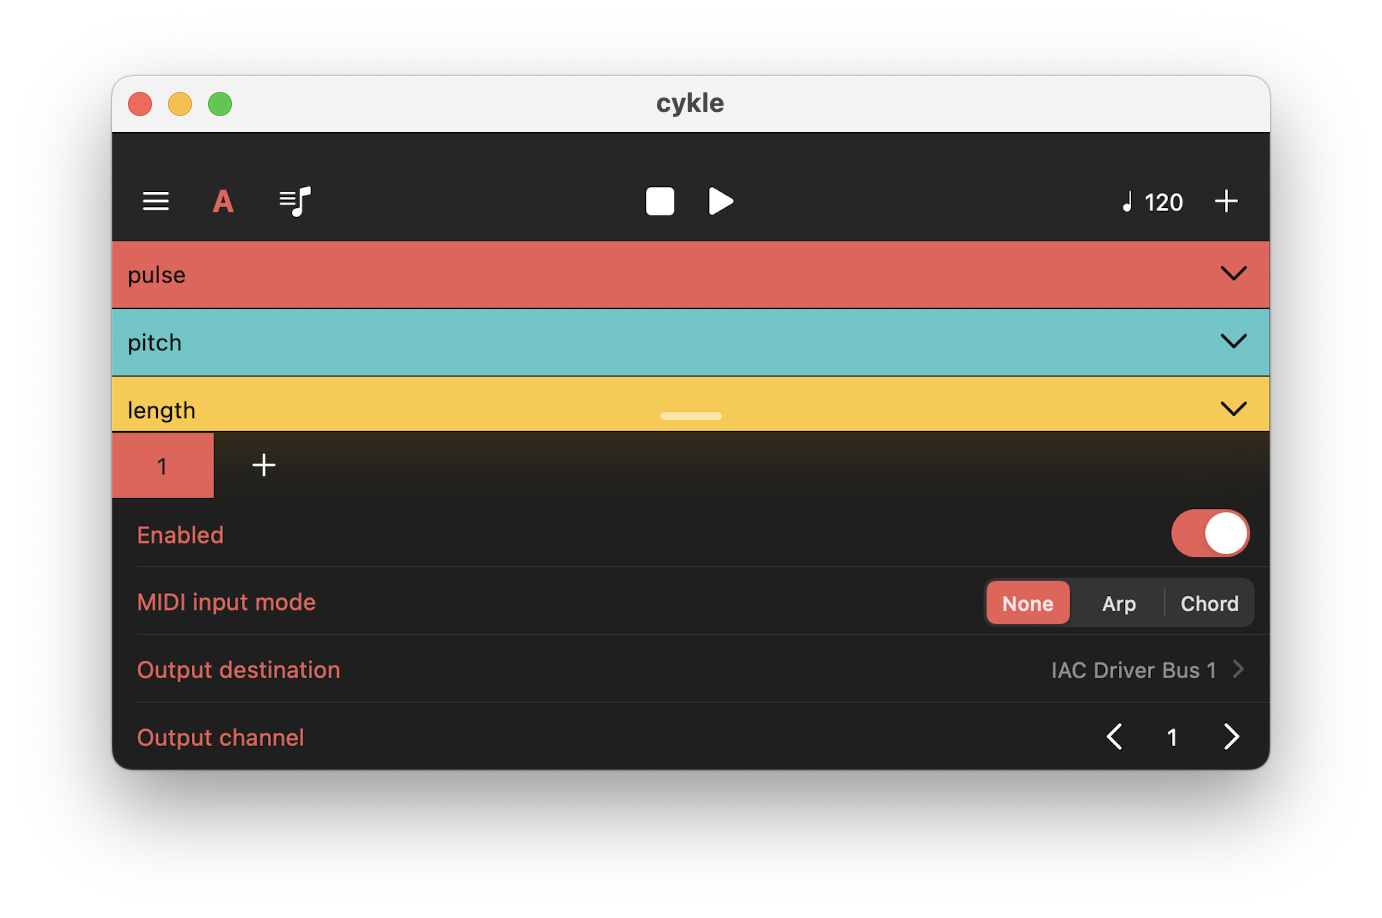 cykle
A
120
pulse
pitch
length
1
Enabled
MIDI input mode
None Arp Chord
Output destination
IAC Driver Bus 1
Output channel
1